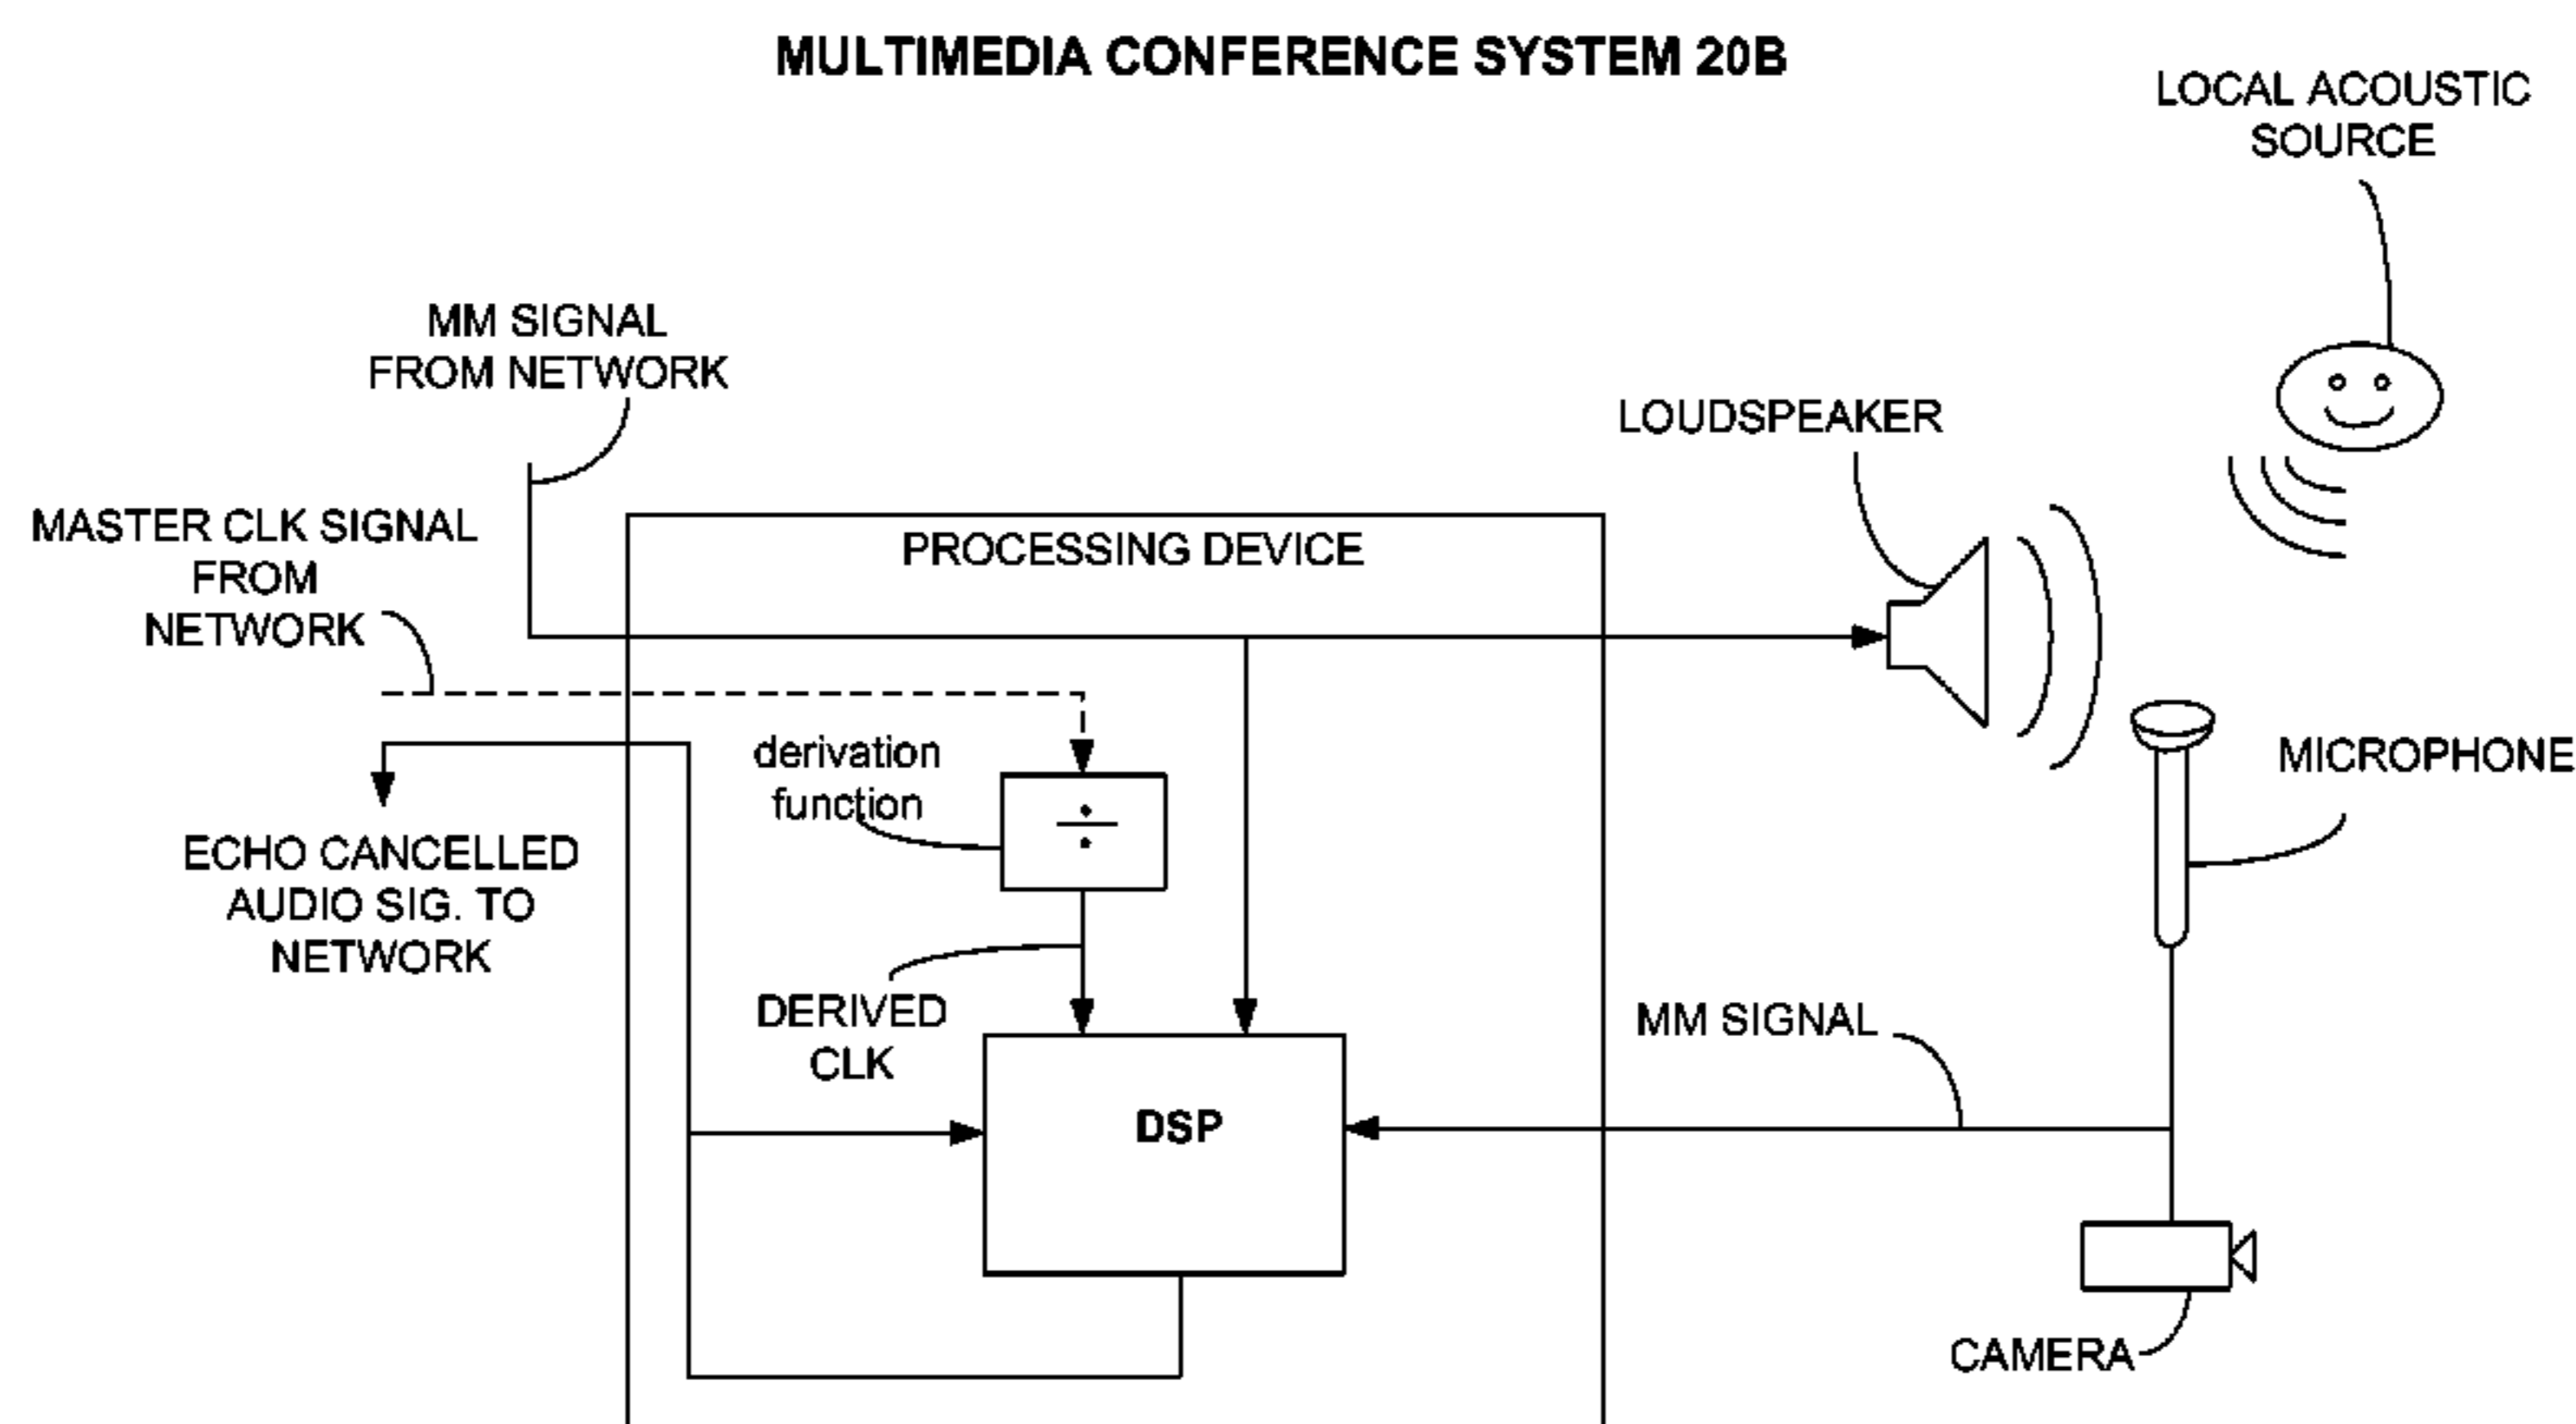 MULTIMEDIA CONFERENCE SYSTEM 20B
LOCAL ACOUSTIC
SOURCE
MM SIGNAL
FROM NETWORK
LOUDSPEAKER
MASTER CLK SIGNAL
FROM
NETWORK
PROCESSING DEVICE
derivation
function
÷
MICROPHONE
ECHO CANCELLED
AUDIO SIG. TO
NETWORK
DERIVED
CLK
MM SIGNAL
DSP
CAMERA